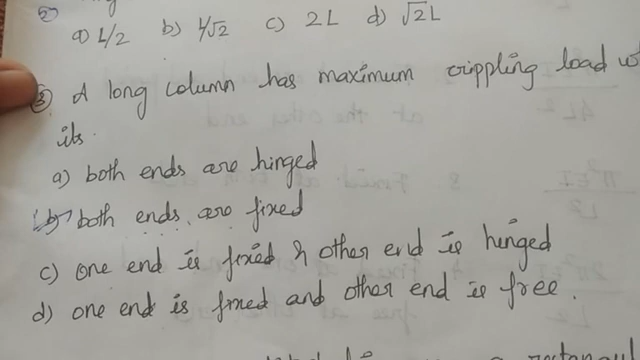 a) L/2 b) L/√2 c) 2L d) √2L
③ A long column has maximum crippling load
its.
a) both ends are hinged
b) both ends are fixed
c) one end is fixed & other end is hinged
d) one end is fixed and other end is free.